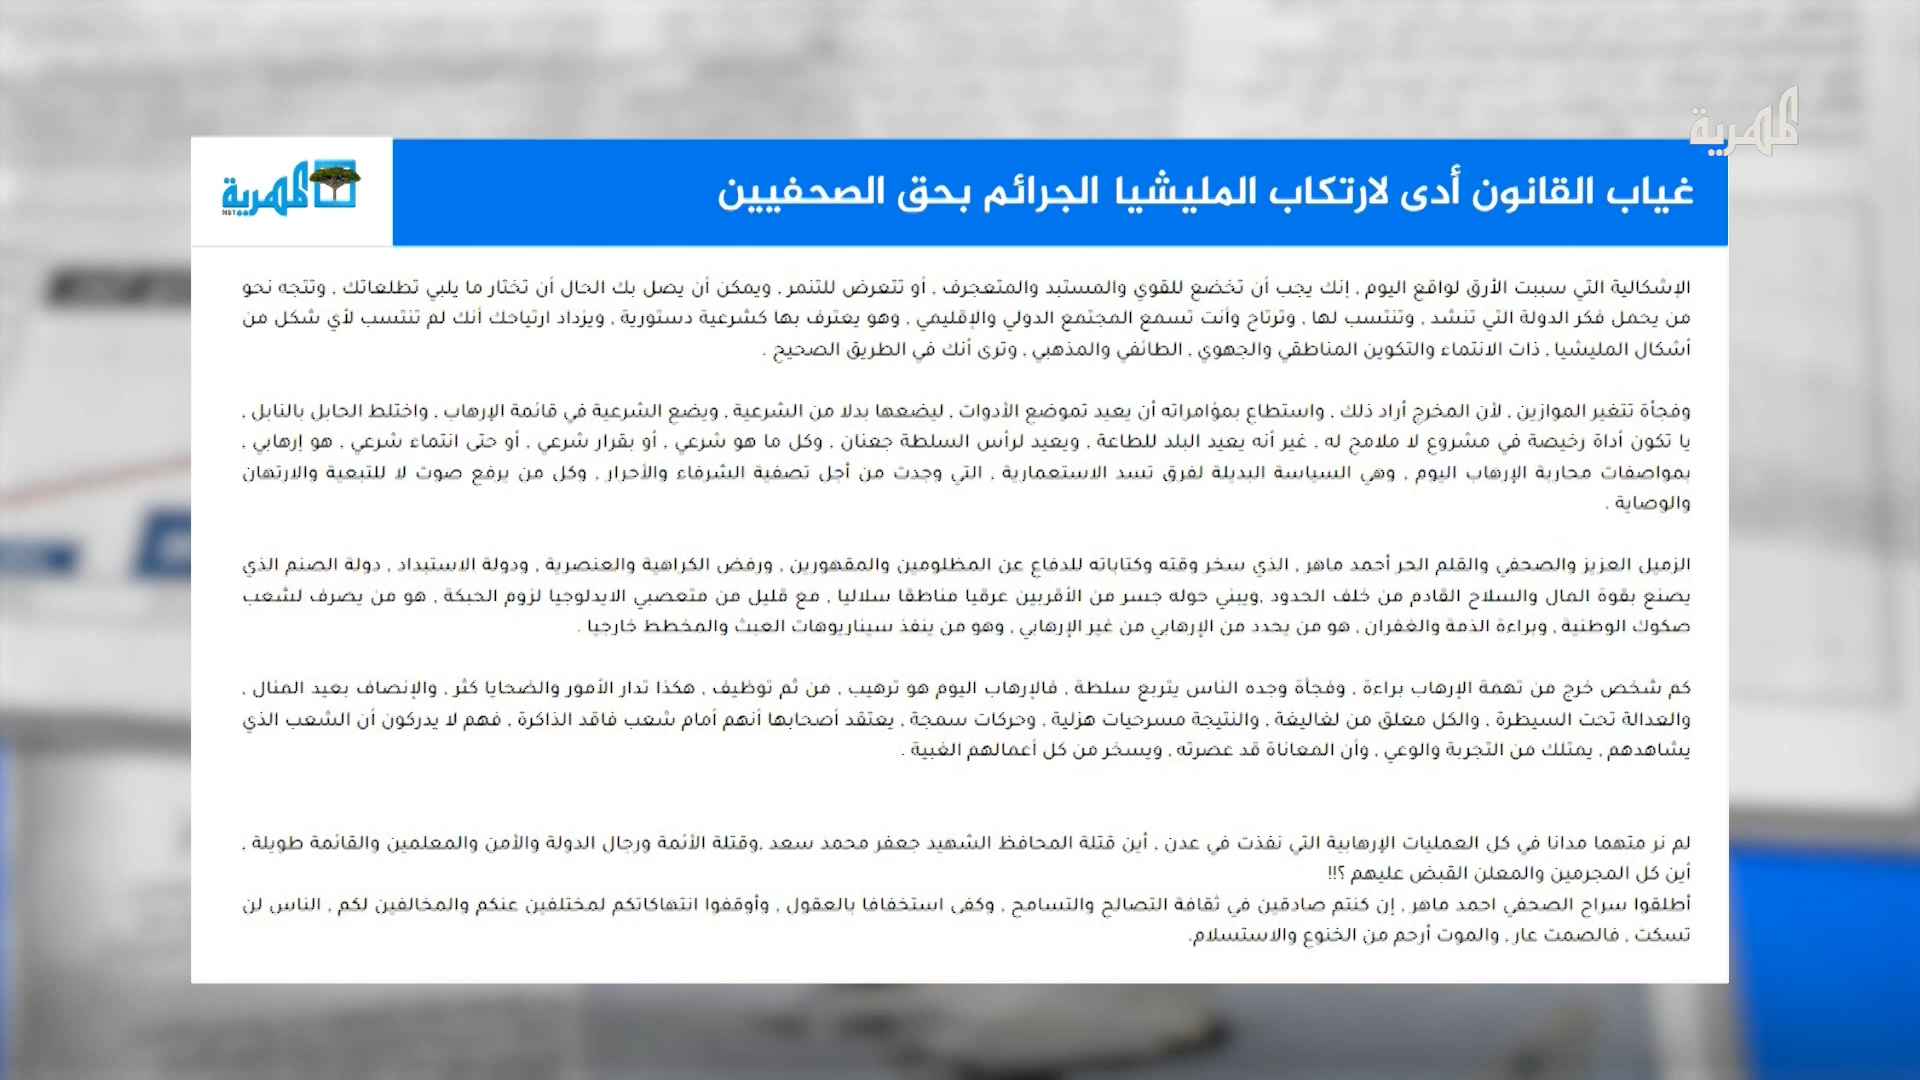 المهرية
المهرية
NET
غياب القانون أدى لارتكاب المليشيا الجرائم بحق الصحفيين
الإشكالية التي سببت الأرق لواقع اليوم , إنك يجب أن تخضع للقوي والمستبد والمتعجرف , أو تتعرض للتنمر , ويمكن أن يصل بك الحال أن تختار ما يلبي تطلعاتك , وتتجه نحو
من يحمل فكر الدولة التي تنشد , وتنتسب لها , وترتاح وأنت تسمع المجتمع الدولي والإقليمي , وهو يعترف بها كشرعية دستورية , ويزداد ارتياحك أنك لم تنتسب لأي شكل من
أشكال المليشيا , ذات الانتماء والتكوين المناطقي والجهوي , الطائفي والمذهبي , وترى أنك في الطريق الصحيح .
وفجأة تتغير الموازين , لأن المخرج أراد ذلك , واستطاع بمؤامراته أن يعيد تموضع الأدوات , ليضعها بدلا من الشرعية , ويضع الشرعية في قائمة الإرهاب , واختلط الحابل بالنابل ,
يا تكون أداة رخيصة في مشروع لا ملامح له , غير أنه يعيد البلد للطاعة , ويعيد لرأس السلطة جعنان , وكل ما هو شرعي , أو بقرار شرعي , أو حتى انتماء شرعي , هو إرهابي ,
بمواصفات محاربة الإرهاب اليوم , وهي السياسة البديلة لفرق تسد الاستعمارية , التي وجدت من أجل تصفية الشرفاء والأحرار , وكل من يرفع صوت لا للتبعية والارتهان
والوصاية .
الزميل العزيز والصحفي والقلم الحر أحمد ماهر , الذي سخر وقته وكتاباته للدفاع عن المظلومين والمقهورين , ورفض الكراهية والعنصرية , ودولة الاستبداد , دولة الصنم الذي
يصنع بقوة المال والسلاح القادم من خلف الحدود ,ويبني حوله جسر من الأقربين عرقيا مناطقا سلاليا , مع قليل من متعصبي الايدلوجيا لزوم الحبكة , هو من يصرف لشعب
صكوك الوطنية , وبراءة الذمة والغفران , هو من يحدد من الإرهابي من غير الإرهابي , وهو من ينفذ سيناريوهات العبث والمخطط خارجيا .
كم شخص خرج من تهمة الإرهاب براءة , وفجأة وجده الناس يتربع سلطة , فالإرهاب اليوم هو ترهيب , من ثم توظيف , هكذا تدار الأمور والضحايا كثر , والإنصاف بعيد المنال ,
والعدالة تحت السيطرة , والكل معلق من لغاليغة , والنتيجة مسرحيات هزلية , وحركات سمجة , يعتقد أصحابها أنهم أمام شعب فاقد الذاكرة , فهم لا يدركون أن الشعب الذي
يشاهدهم , يمتلك من التجربة والوعي , وأن المعاناة قد عصرته , ويسخر من كل أعمالهم الغبية .
لم نر متهما مدانا في كل العمليات الإرهابية التي نفذت في عدن , أين قتلة المحافظ الشهيد جعفر محمد سعد ,وقتلة الأئمة ورجال الدولة والأمن والمعلمين والقائمة طويلة ,
أين كل المجرمين والمعلن القبض عليهم ؟!!
أطلقوا سراح الصحفي احمد ماهر , إن كنتم صادقين في ثقافة التصالح والتسامح , وكفى استخفافا بالعقول , وأوقفوا انتهاكاتكم لمختلفين عنكم والمخالفين لكم , الناس لن
تسكت , فالصمت عار , والموت أرحم من الخنوع والاستسلام.